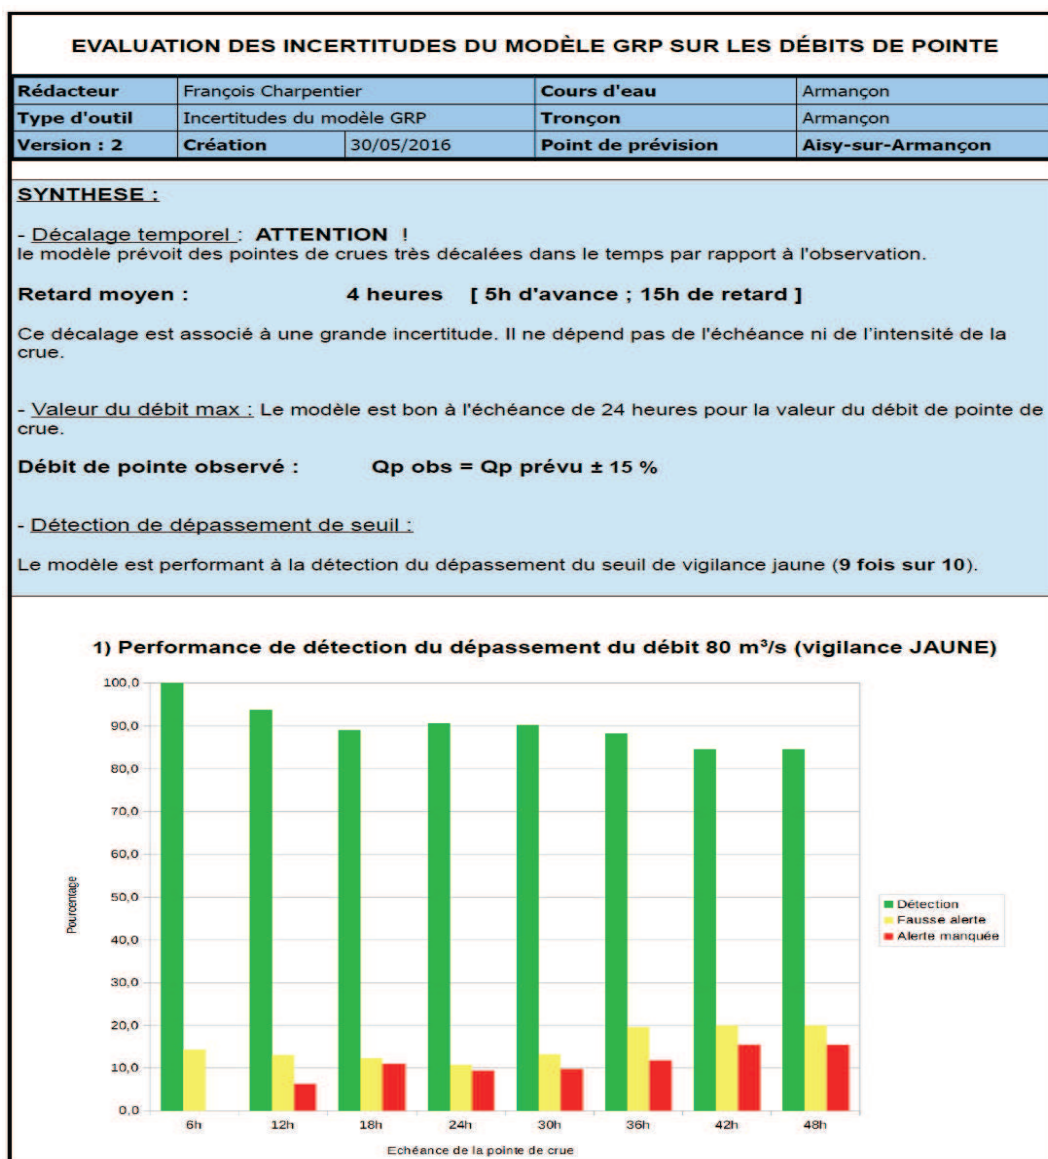 EVALUATION DES INCERTITUDES DU MODÈLE GRP SUR LES DÉBITS DE POINTE
Rédacteur François Charpentier Cours d'eau Armançon
Type d'outil Incertitudes du modèle GRP Tronçon Armançon
Version : 2 Création 30/05/2016 Point de prévision Aisy-sur-Armançon
SYNTHESE :
- Décalage temporel : ATTENTION !
le modèle prévoit des pointes de crues très décalées dans le temps par rapport à l'observation.
Retard moyen : 4 heures [ 5h d'avance ; 15h de retard ]
Ce décalage est associé à une grande incertitude. Il ne dépend pas de l'échéance ni de l'intensité de la
crue.
- Valeur du débit max : Le modèle est bon à l'échéance de 24 heures pour la valeur du débit de pointe de
crue.
Débit de pointe observé : Qp obs = Qp prévu ± 15 %
- Détection de dépassement de seuil :
Le modèle est performant à la détection du dépassement du seuil de vigilance jaune (9 fois sur 10).
1) Performance de détection du dépassement du débit 80 m³/s (vigilance JAUNE)
100,0
90,0
80,0
70,0
60,0
50,0
40,0
30,0
20,0
10,0
0,0
Pourcentage
6h 12h 18h 24h 30h 36h 42h 48h
Echéance de la pointe de crue
Détection
Fausse alerte
Alerte manquée